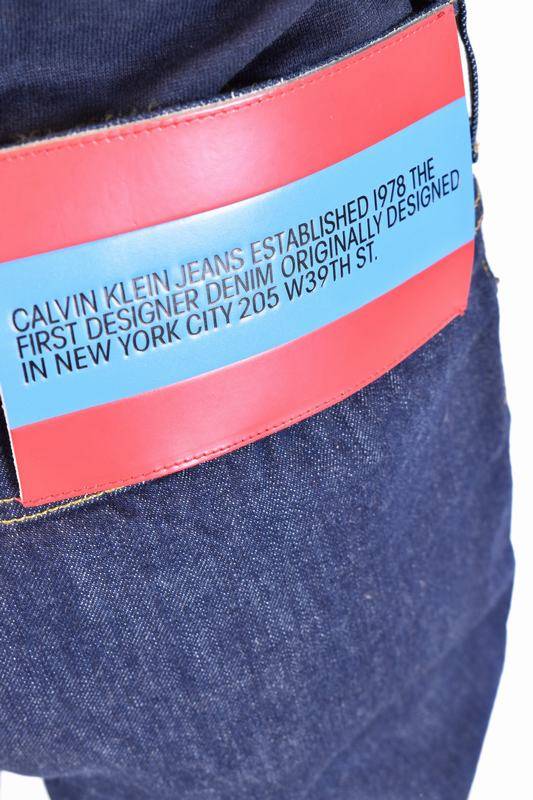 CALVIN KLEIN JEANS ESTABLISHED 1978 THE
FIRST DESIGNER DENIM ORIGINALLY DESIGNED
IN NEW YORK CITY 205 W39TH ST.